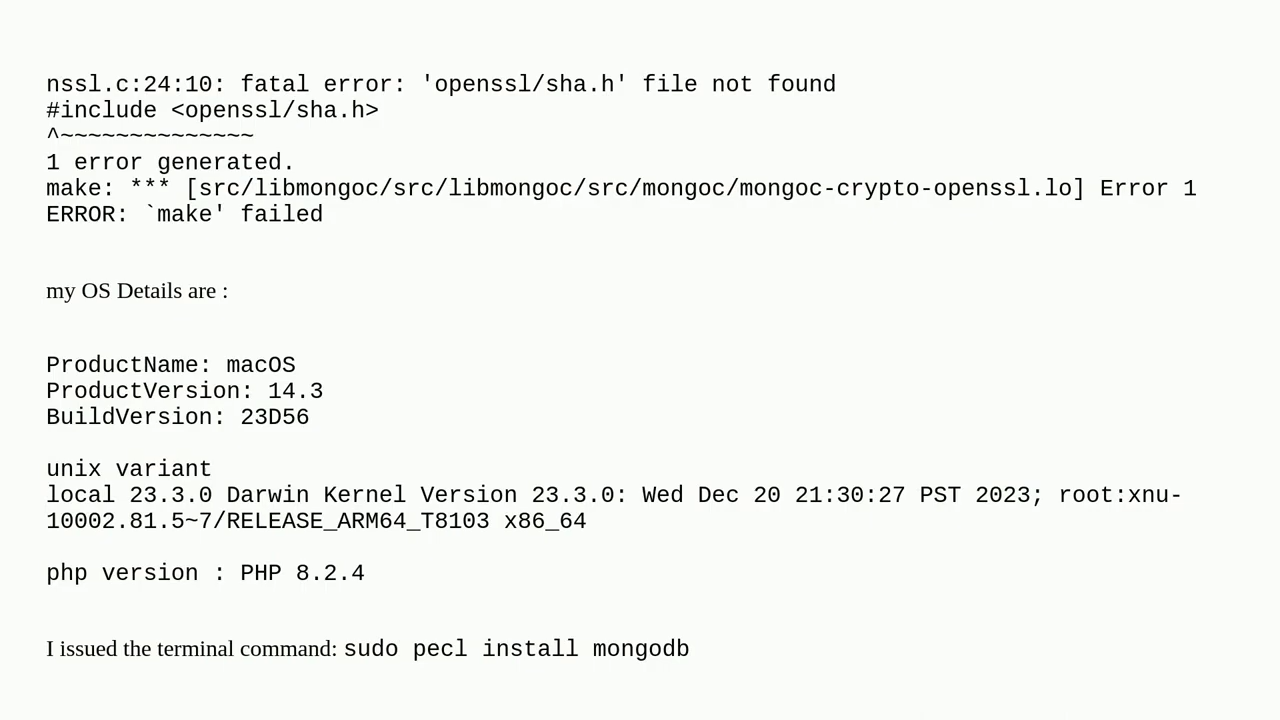 nssl.c:24:10: fatal error: 'openssl/sha.h' file not found
#include <openssl/sha.h>
^~~~~~~~~~~~~~~
1 error generated.
make: *** [src/libmongoc/src/libmongoc/src/mongoc/mongoc-crypto-openssl.lo] Error 1
ERROR: `make' failed
my OS Details are :
ProductName: macOS
ProductVersion: 14.3
BuildVersion: 23D56
unix variant
local 23.3.0 Darwin Kernel Version 23.3.0: Wed Dec 20 21:30:27 PST 2023; root:xnu-
10002.81.5~7/RELEASE_ARM64_T8103 x86_64
php version : PHP 8.2.4
I issued the terminal command: sudo pecl install mongodb